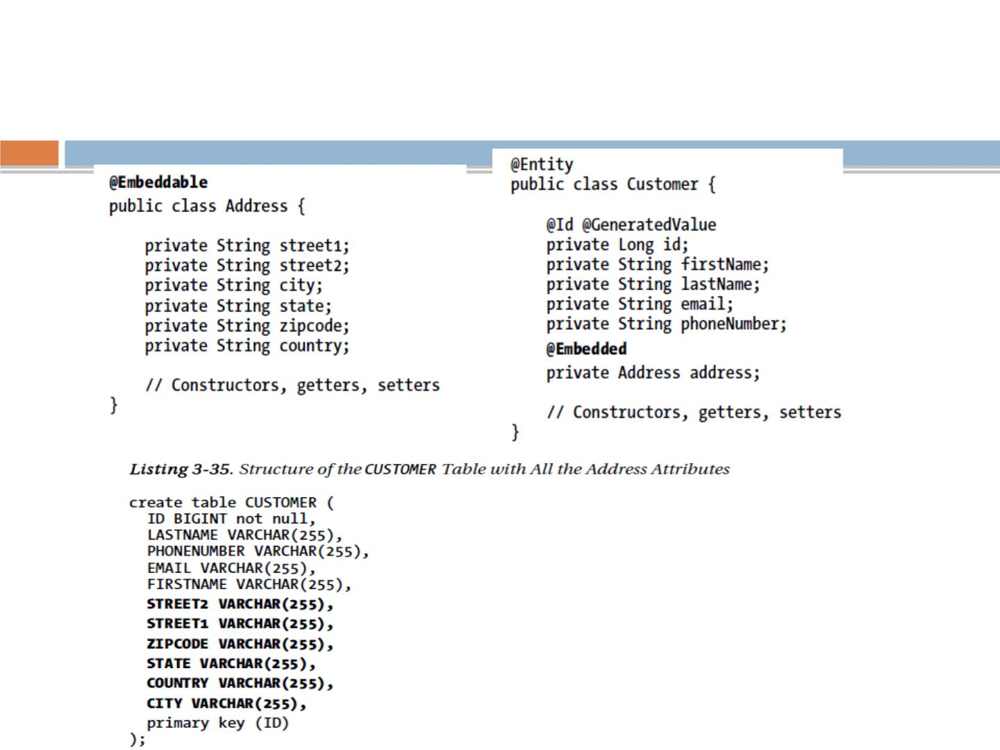 @Embeddable
public class Address {
private String street1;
private String street2;
private String city;
private String state;
private String zipcode;
private String country;
// Constructors, getters, setters
}
@Entity
public class Customer {
@Id @GeneratedValue
private Long id;
private String firstName;
private String lastName;
private String email;
private String phoneNumber;
@Embedded
private Address address;
// Constructors, getters, setters
}
Listing 3-35. Structure of the CUSTOMER Table with All the Address Attributes
create table CUSTOMER (
ID BIGINT not null,
LASTNAME VARCHAR(255),
PHONENUMBER VARCHAR(255),
EMAIL VARCHAR(255),
FIRSTNAME VARCHAR(255),
STREET2 VARCHAR(255),
STREET1 VARCHAR(255),
ZIPCODE VARCHAR(255),
STATE VARCHAR(255),
COUNTRY VARCHAR(255),
CITY VARCHAR(255),
primary key (ID)
);